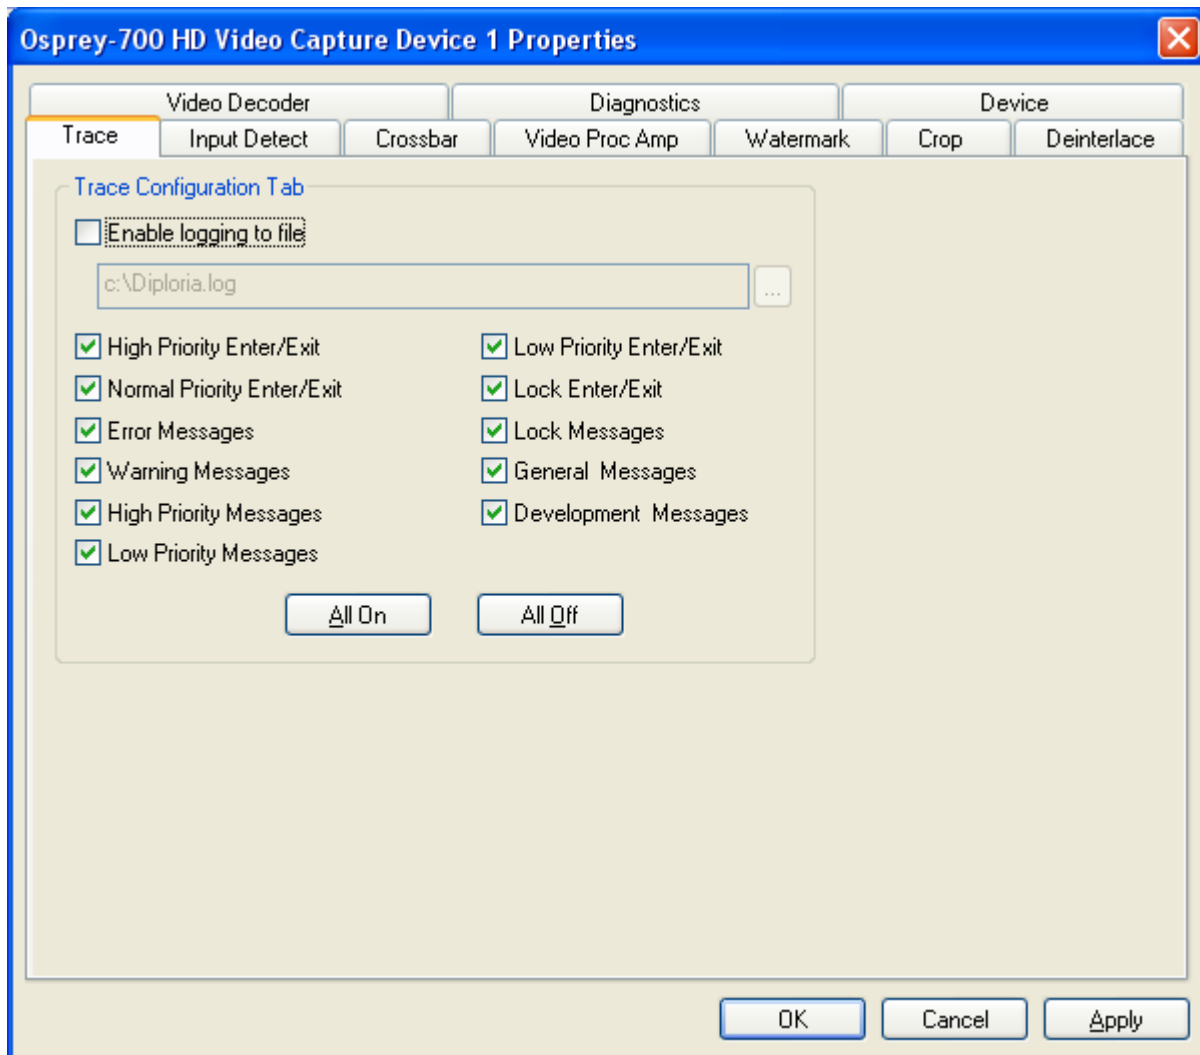 Osprey-700 HD Video Capture Device 1 Properties
Video Decoder Diagnostics Device
Trace Input Detect Crossbar Video Proc Amp Watermark Crop Deinterlace
Trace Configuration Tab
Enable logging to file
c:\Diploria.log ...
High Priority Enter/Exit Low Priority Enter/Exit
Normal Priority Enter/Exit Lock Enter/Exit
Error Messages Lock Messages
Warning Messages General Messages
High Priority Messages Development Messages
Low Priority Messages
All On All Off
OK Cancel Apply